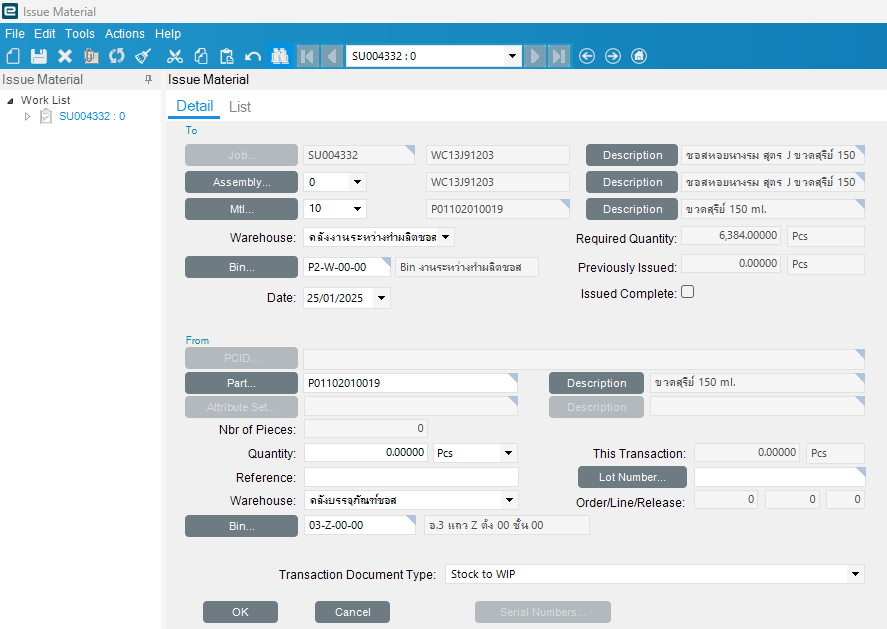 Issue Material
File Edit Tools Actions Help
SU004332 : 0
Issue Material
Issue Material
Work List
SU004332 : 0
Detail List
To
Job... SU004332 WC13J91203 Description ซอสหอยนางรม สูตร J ขวดสุรีย์ 150
Assembly... 0 WC13J91203 Description ซอสหอยนางรม สูตร J ขวดสุรีย์ 150
Mtl... 10 P01102010019 Description ขวดสุรีย์ 150 ml.
Warehouse: คลังงานระหว่างทำผลิตซอส Required Quantity: 6,384.00000 Pcs
Bin... P2-W-00-00 Bin งานระหว่างทำผลิตซอส Previously Issued: 0.00000 Pcs
Date: 25/01/2025 Issued Complete:
From
PCID...
Part... P01102010019 Description ขวดสุรีย์ 150 ml.
Attribute Set... Description
Nbr of Pieces: 0
Quantity: 0.00000 Pcs This Transaction: 0.00000 Pcs
Reference: Lot Number...
Warehouse: คลังบรรจุภัณฑ์ซอส Order/Line/Release: 0 0 0
Bin... 03-Z-00-00 อ.3 แถว Z ตั้ง 00 ชั้น 00
Transaction Document Type: Stock to WIP
OK Cancel Serial Numbers...